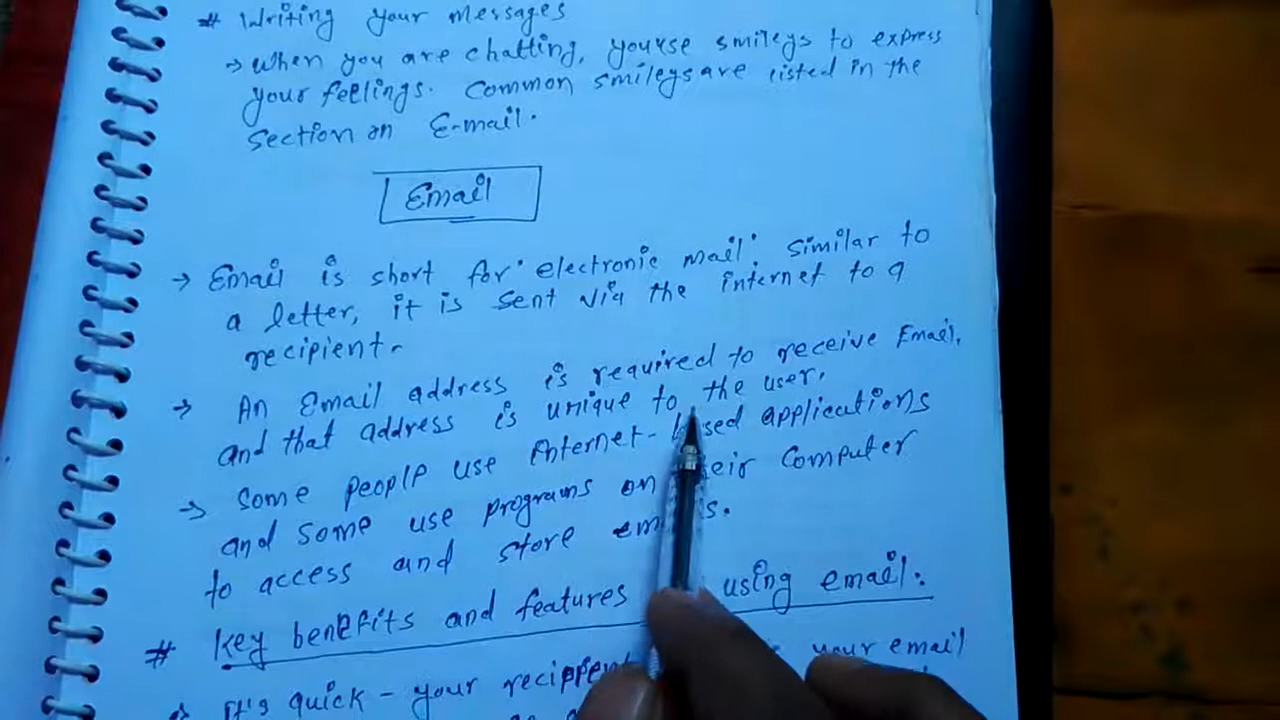 # Writing your messages
→ When you are chatting, youuse smileys to express
your feelings. Common smileysare listed in the
section on E-mail.
Email
→ Email is short for 'electronic mail'. Similar to
a letter, it is sent via the internet to a
recipient.
→ An Email address is required to receive Email,
and that address is unique to the user.
→ Some people use Internet-based applications
and some use programs on their Computer
to access and store emails.
# Key benefits and features using email:
→ It's quick - your recippent your email